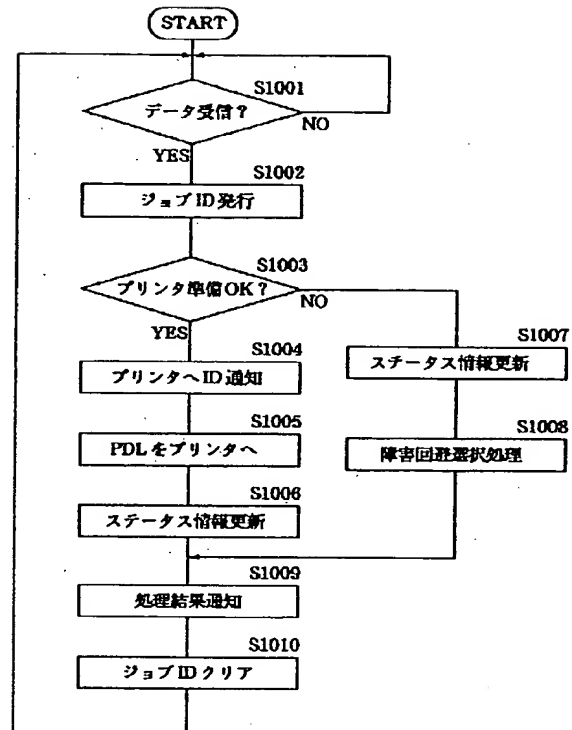 START
S1001
データ受信?
NO
YES
S1002
ジョブID発行
S1003
プリンタ準備OK?
NO
YES
S1004
プリンタへID通知
S1005
PDLをプリンタへ
S1006
ステータス情報更新
S1007
ステータス情報更新
S1008
障害回避選択処理
S1009
処理結果通知
S1010
ジョブIDクリア